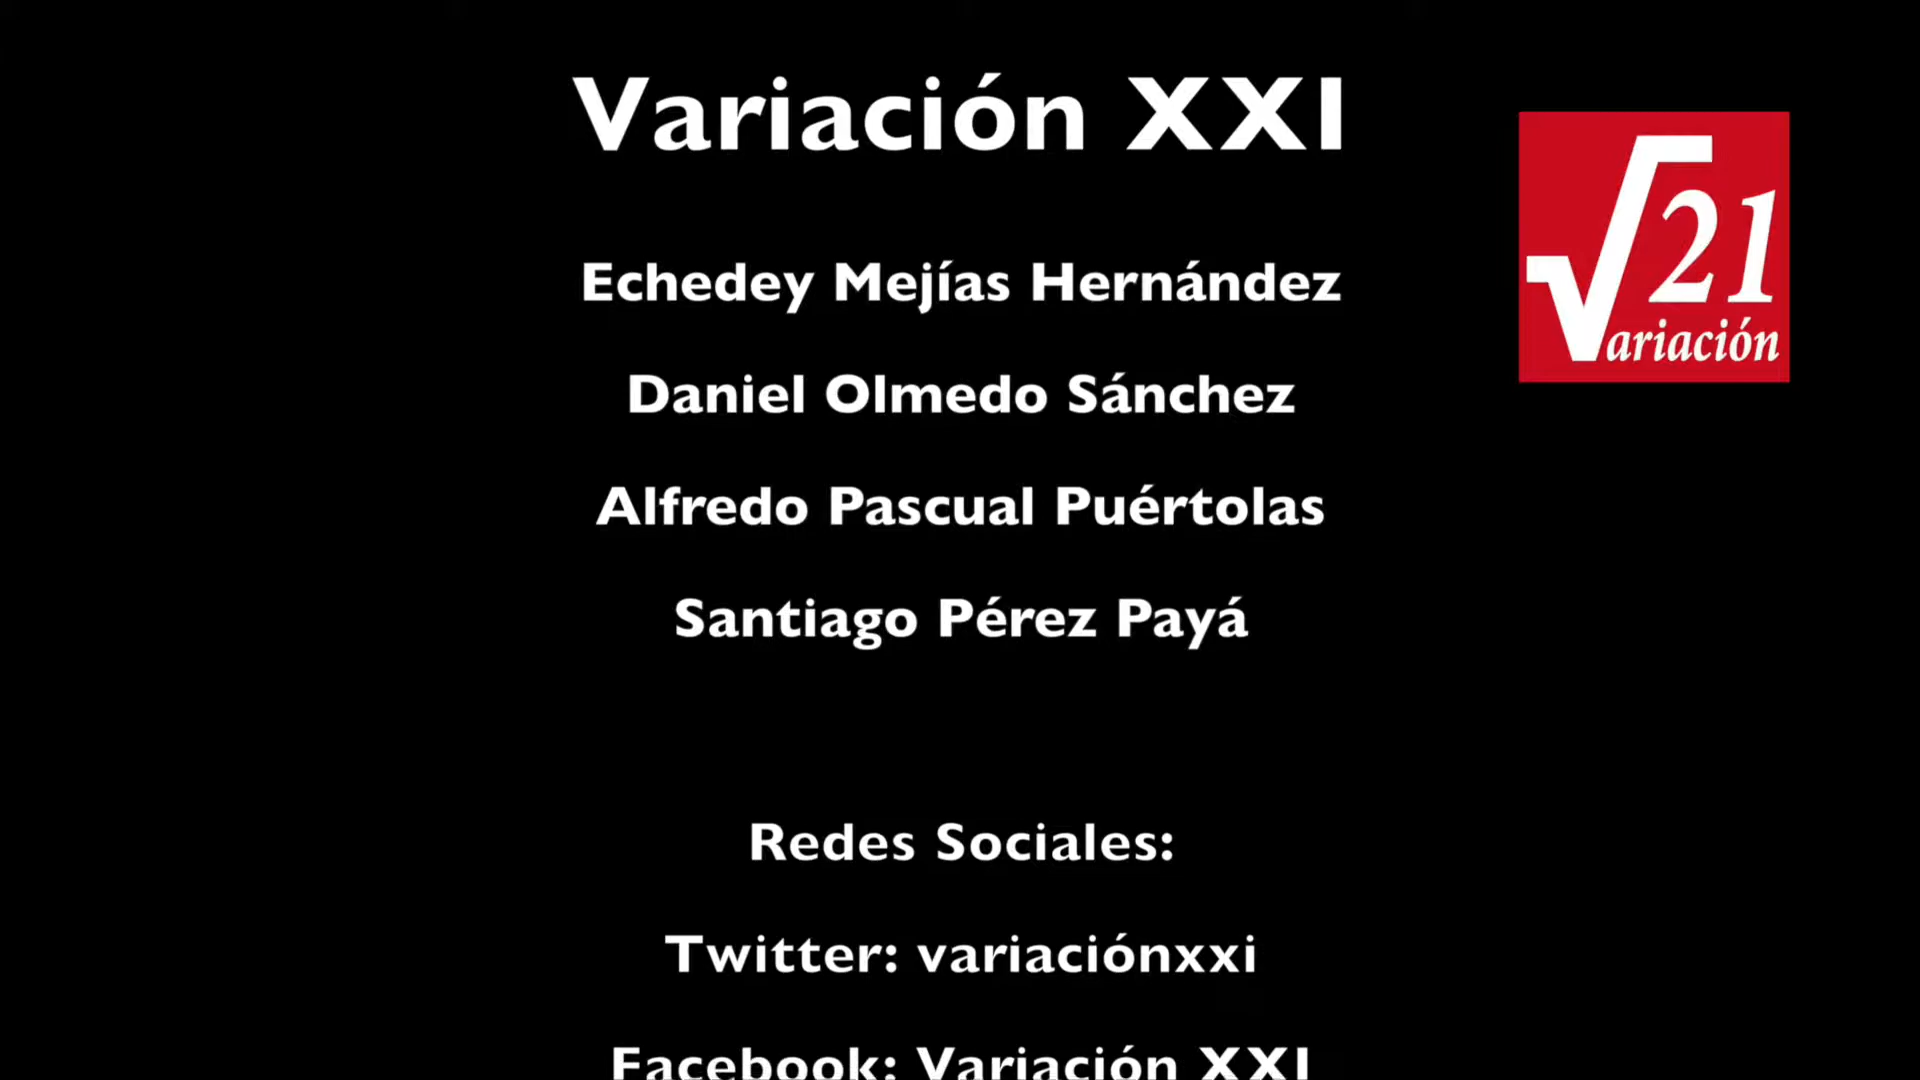 Variación XXI
√21
Variación
Echedey Mejías Hernández
Daniel Olmedo Sánchez
Alfredo Pascual Puértolas
Santiago Pérez Payá
Redes Sociales:
Twitter: variaciónxxi
Facebook: Variación XXI